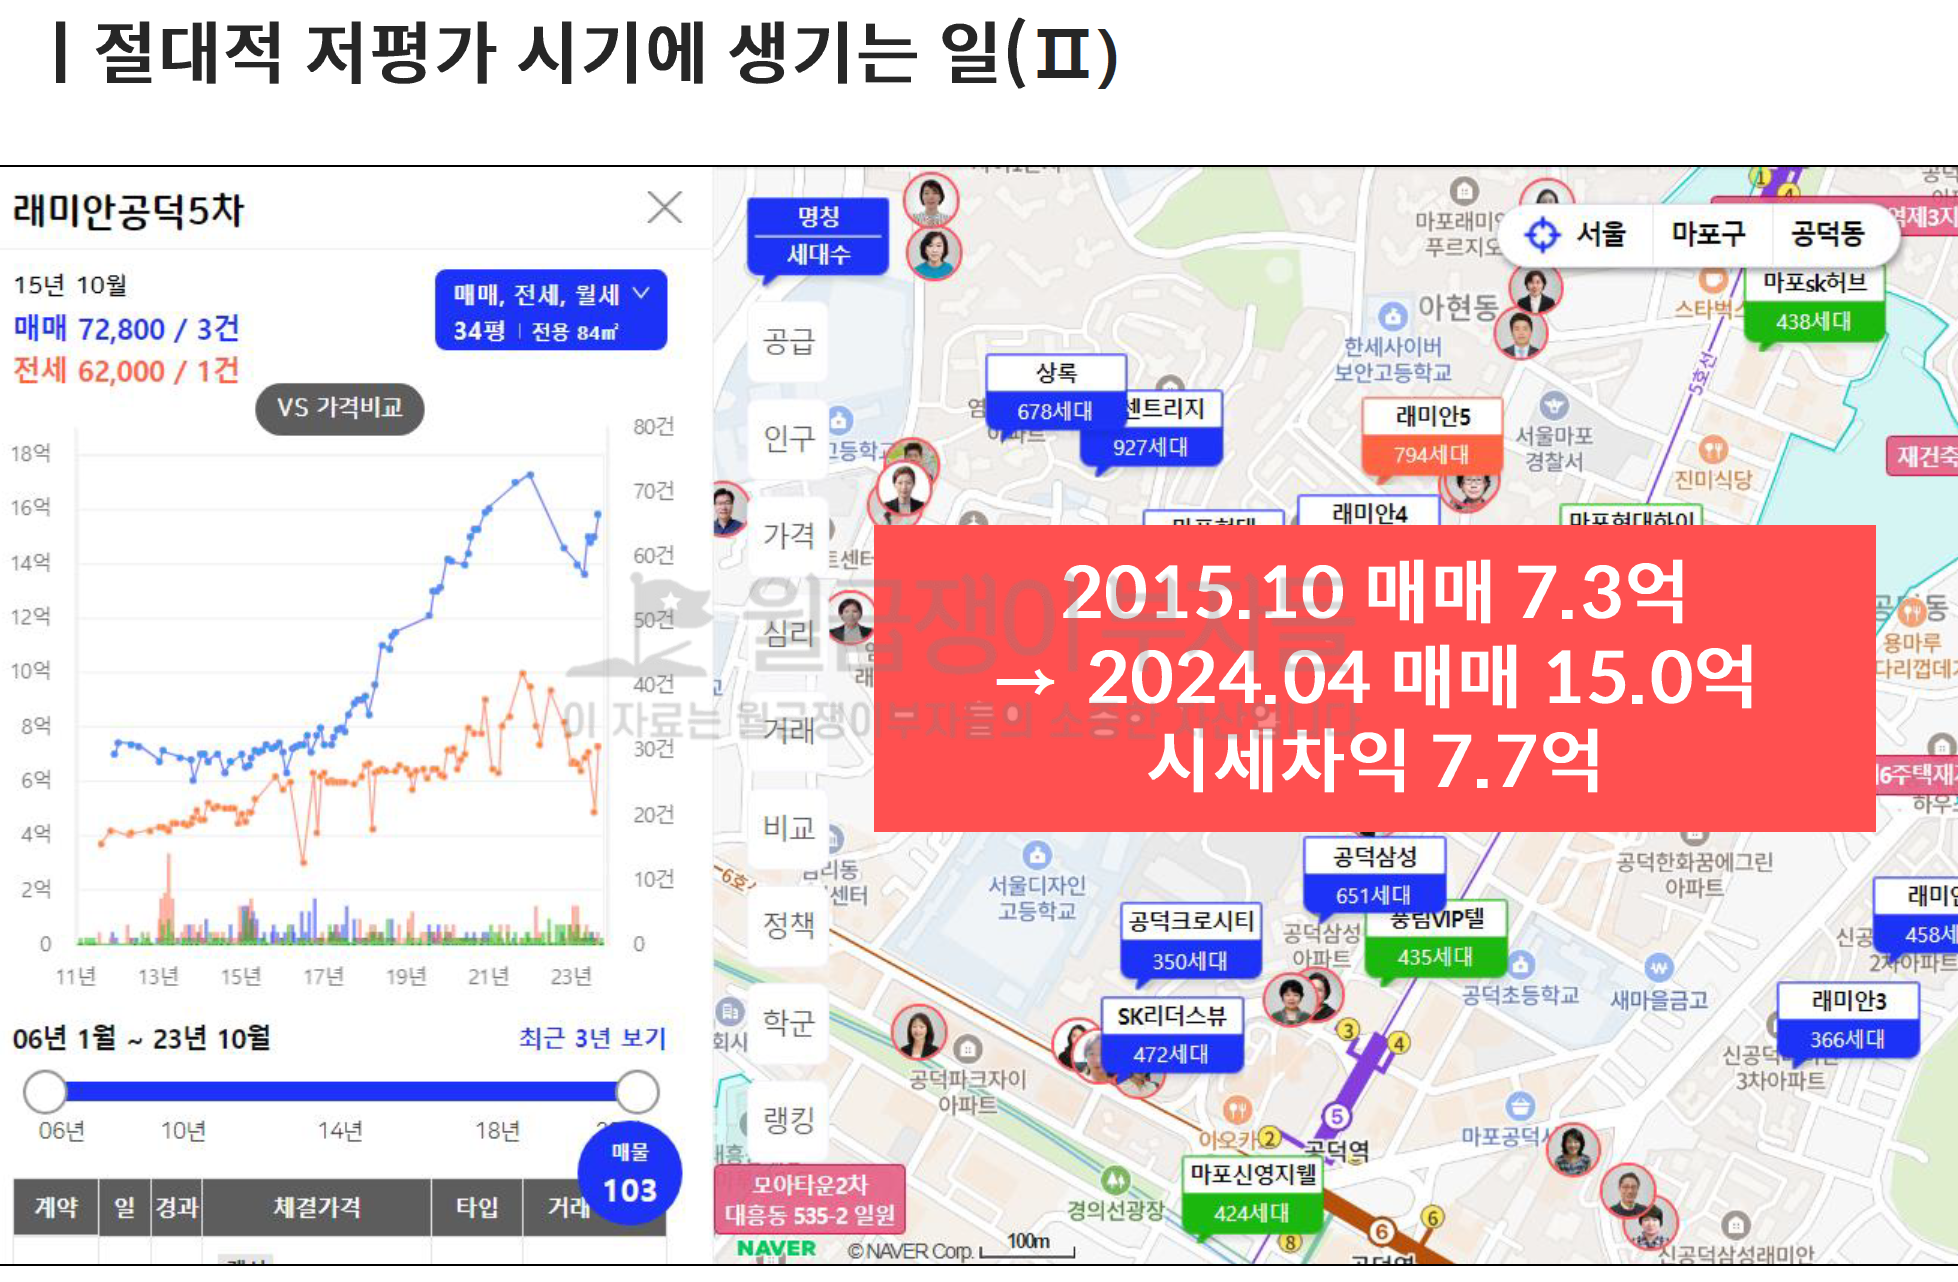 | 절대적 저평가 시기에 생기는 일(Ⅱ)
래미안공덕5차
15년 10월
매매 72,800 / 3건
전세 62,000 / 1건
매매, 전세, 월세
34평 | 전용 84㎡
VS 가격비교
18억
16억
14억
12억
10억
8억
6억
4억
2억
0
80건
70건
60건
50건
40건
30건
20건
10건
0
11년 13년 15년 17년 19년 21년 23년
06년 1월 ~ 23년 10월
최근 3년 보기
06년 10년 14년 18년
매물
103
계약 일 경과 체결가격 타입 거래
명칭
세대수
공급
인구
가격
심리
거래
비교
정책
학군
랭킹
서울 마포구 공덕동
마포래미안
푸르지오
아현동
한세사이버
보안고등학교
스타벅스
마포sk허브
438세대
5호선
상록
678세대
센트리지
927세대
래미안5
794세대
서울마포
경찰서
진미식당
재건축
래미안4
마포현대
마포현대하이
2015.10 매매 7.3억
→ 2024.04 매매 15.0억
시세차익 7.7억
월급쟁이부자들
이 자료는 월급쟁이부자들의 소중한 자산입니다
용마루
6주택재
서울디자인
고등학교
공덕삼성
651세대
공덕한화꿈에그린
아파트
공덕크로시티
350세대
공덕삼성
아파트
풍림VIP텔
435세대
458세
2차아파트
공덕초등학교
새마을금고
래미안3
366세대
3차아파트
SK리더스뷰
472세대
공덕파크자이
아파트
3
4
5
2
공덕역
마포신영지웰
424세대
경의선광장
모아타운2차
대흥동 535-2 일원
NAVER
© NAVER Corp.
100m
6
6
8
신공덕삼성래미안